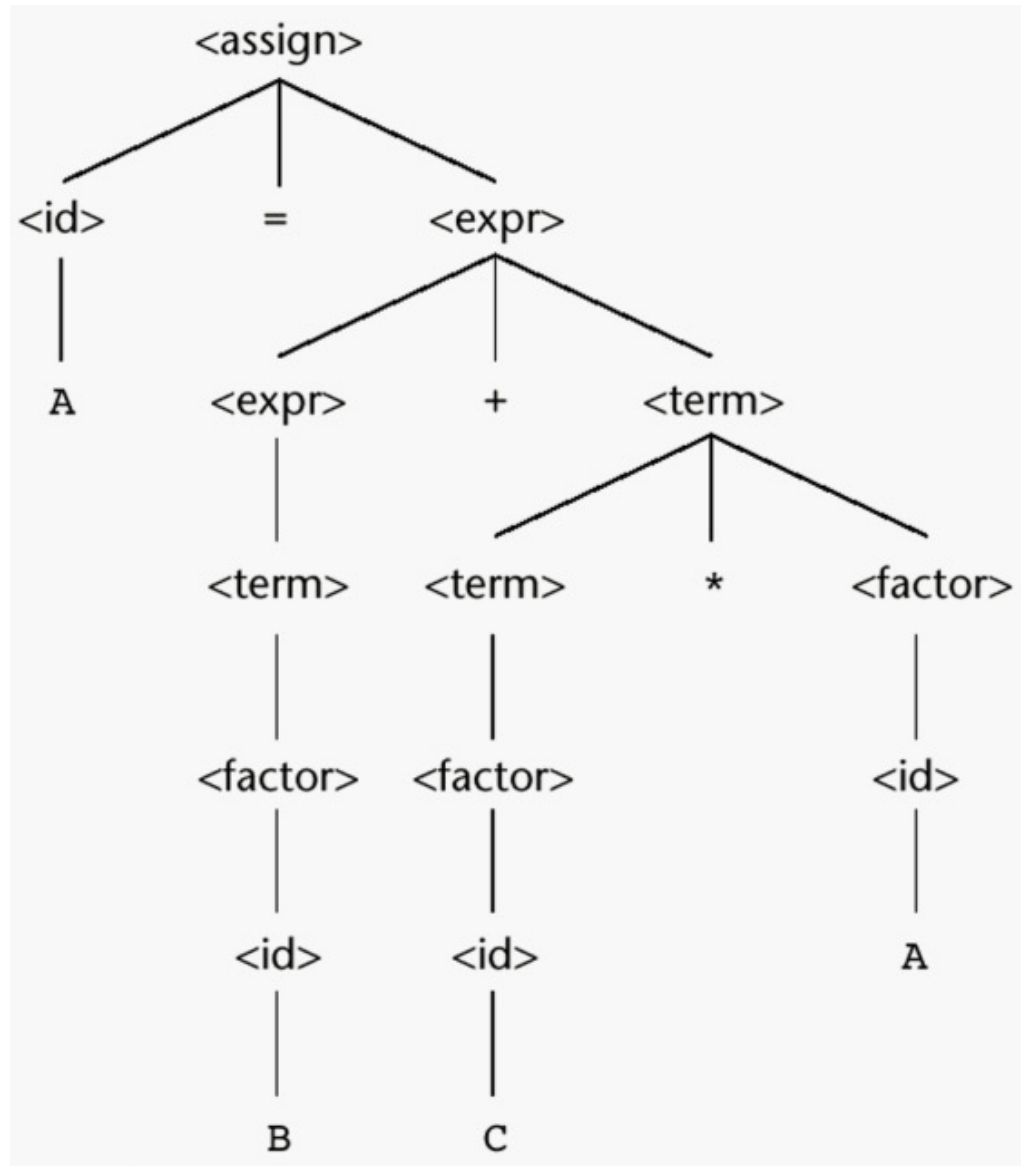 <assign>
<id> = <expr>
A <expr> + <term>
<term> <term> * <factor>
<factor> <factor> <id>
<id> <id> A
B C